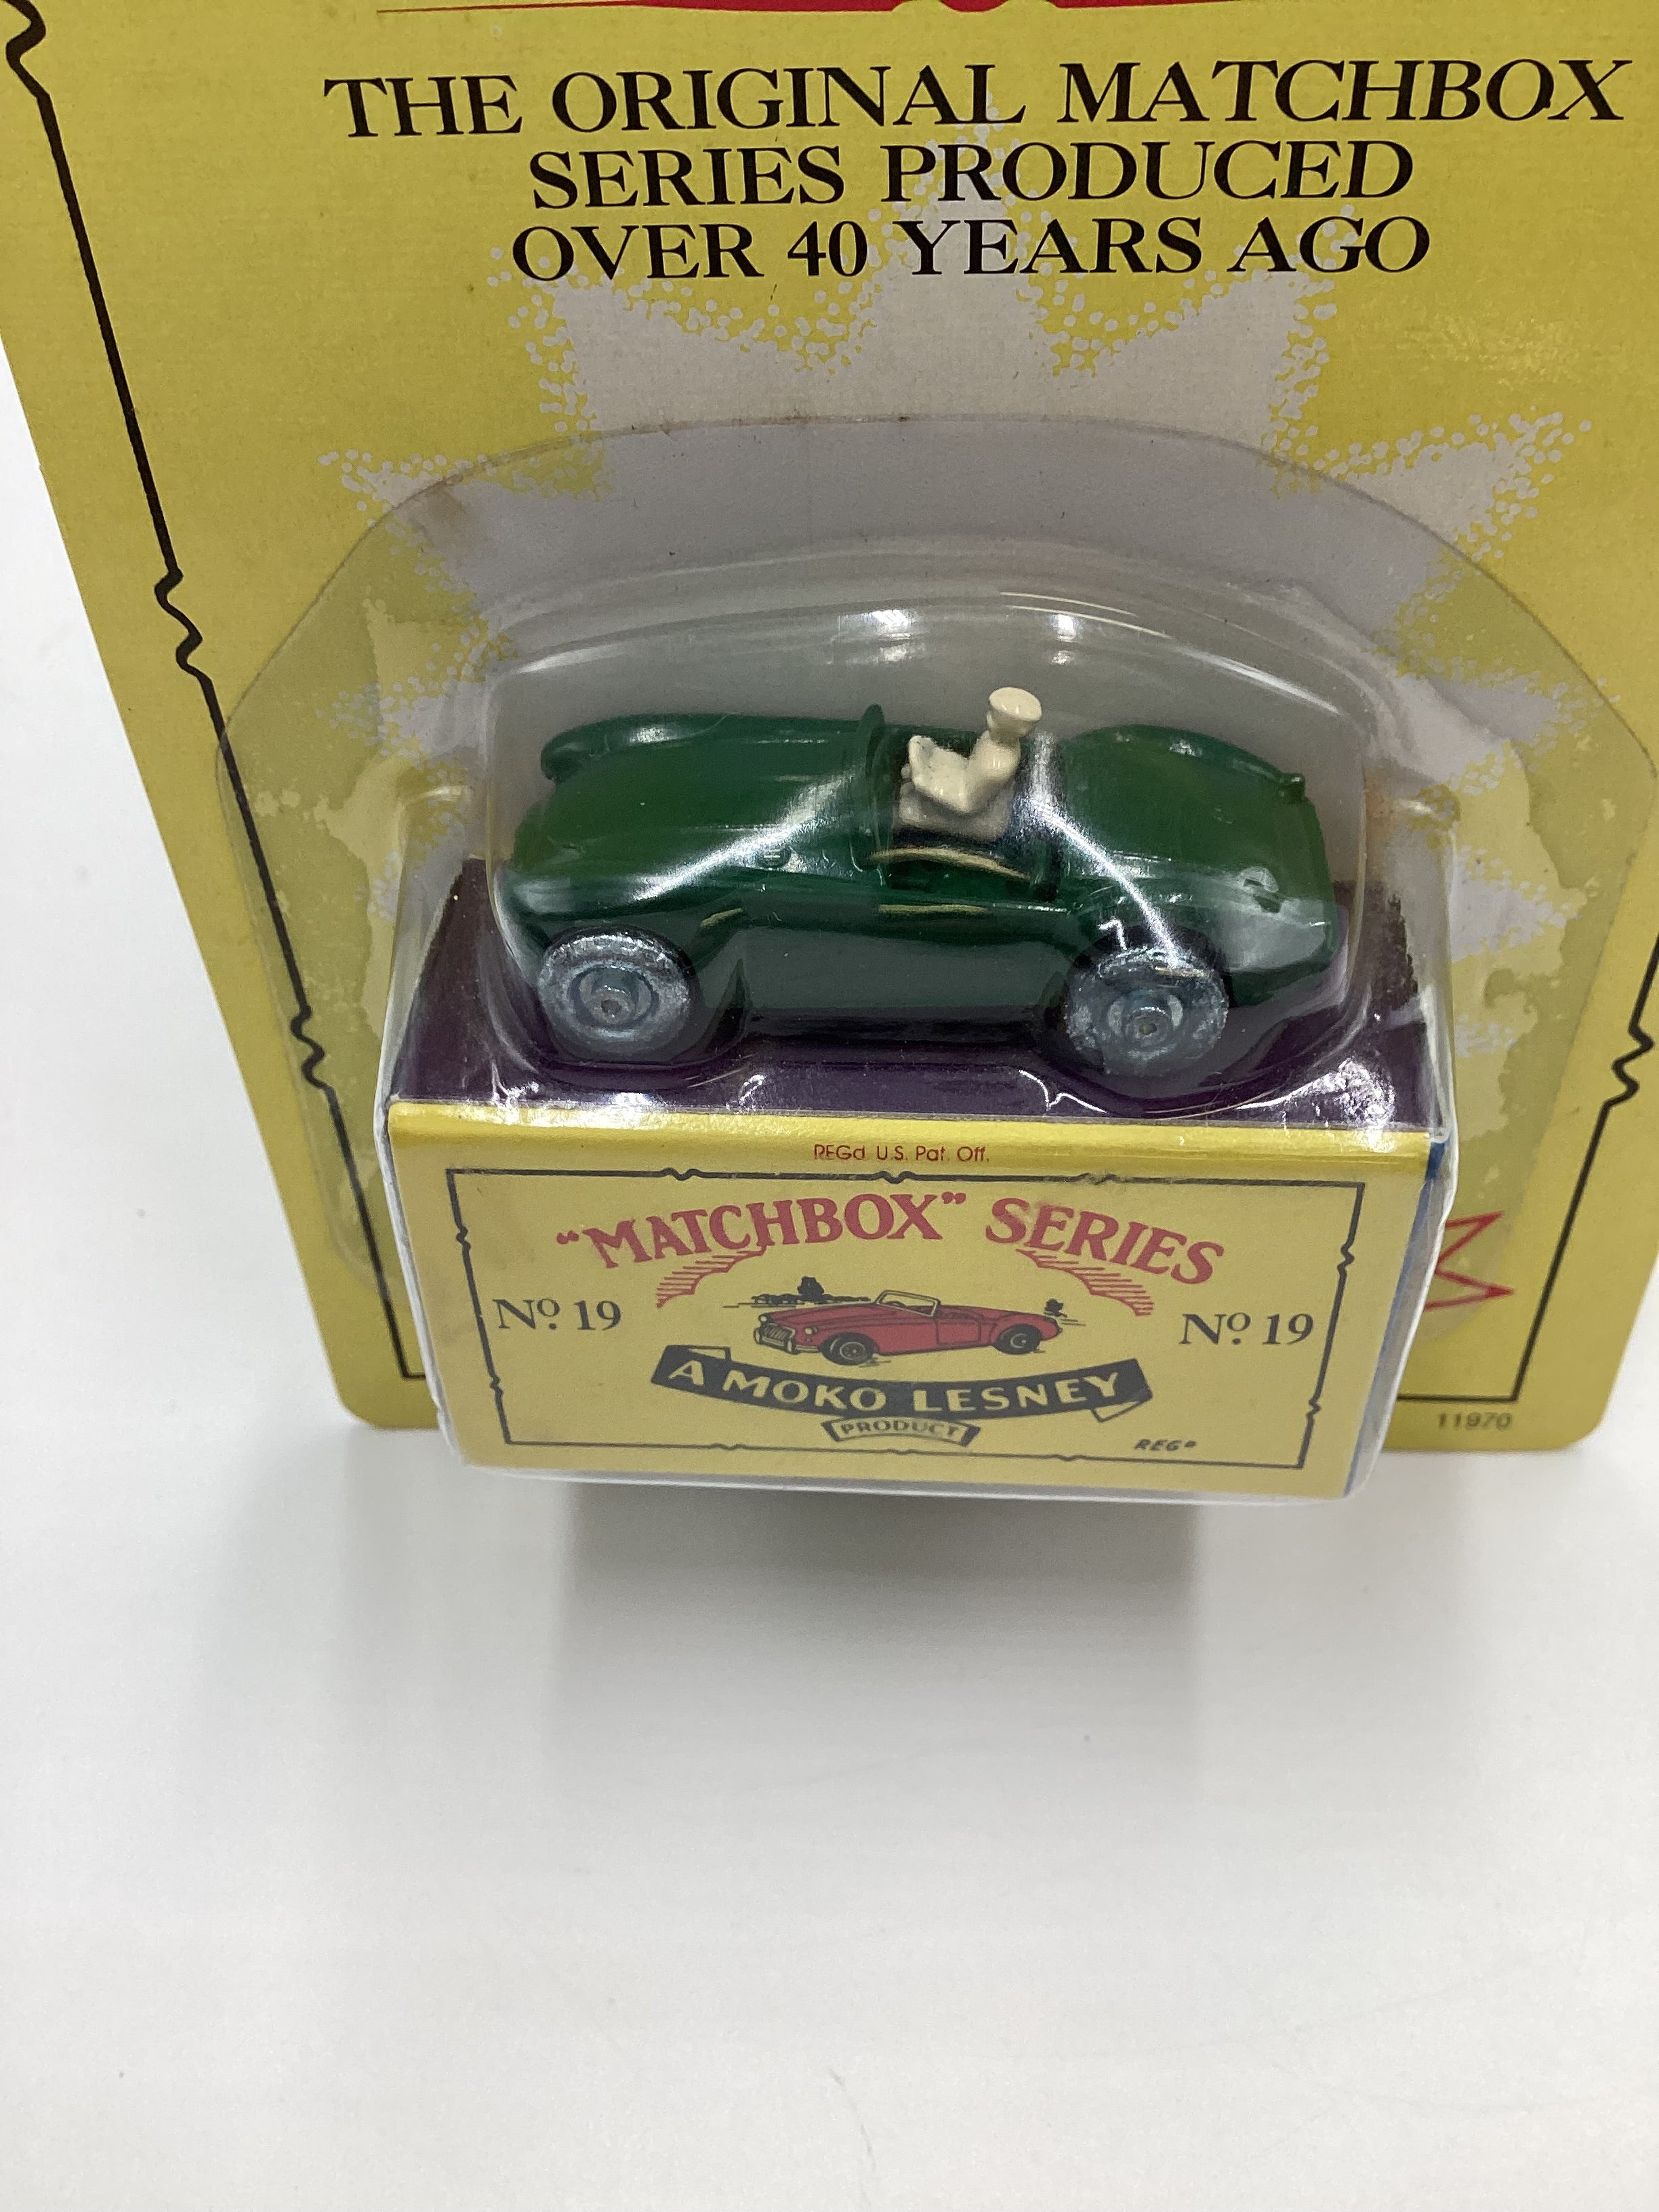 THE ORIGINAL MATCHBOX
SERIES PRODUCED
OVER 40 YEARS AGO
REGd U.S. Pat. Off.
"MATCHBOX" SERIES
Nº. 19
Nº. 19
A MOKO LESNEY
PRODUCT
REGD
11970